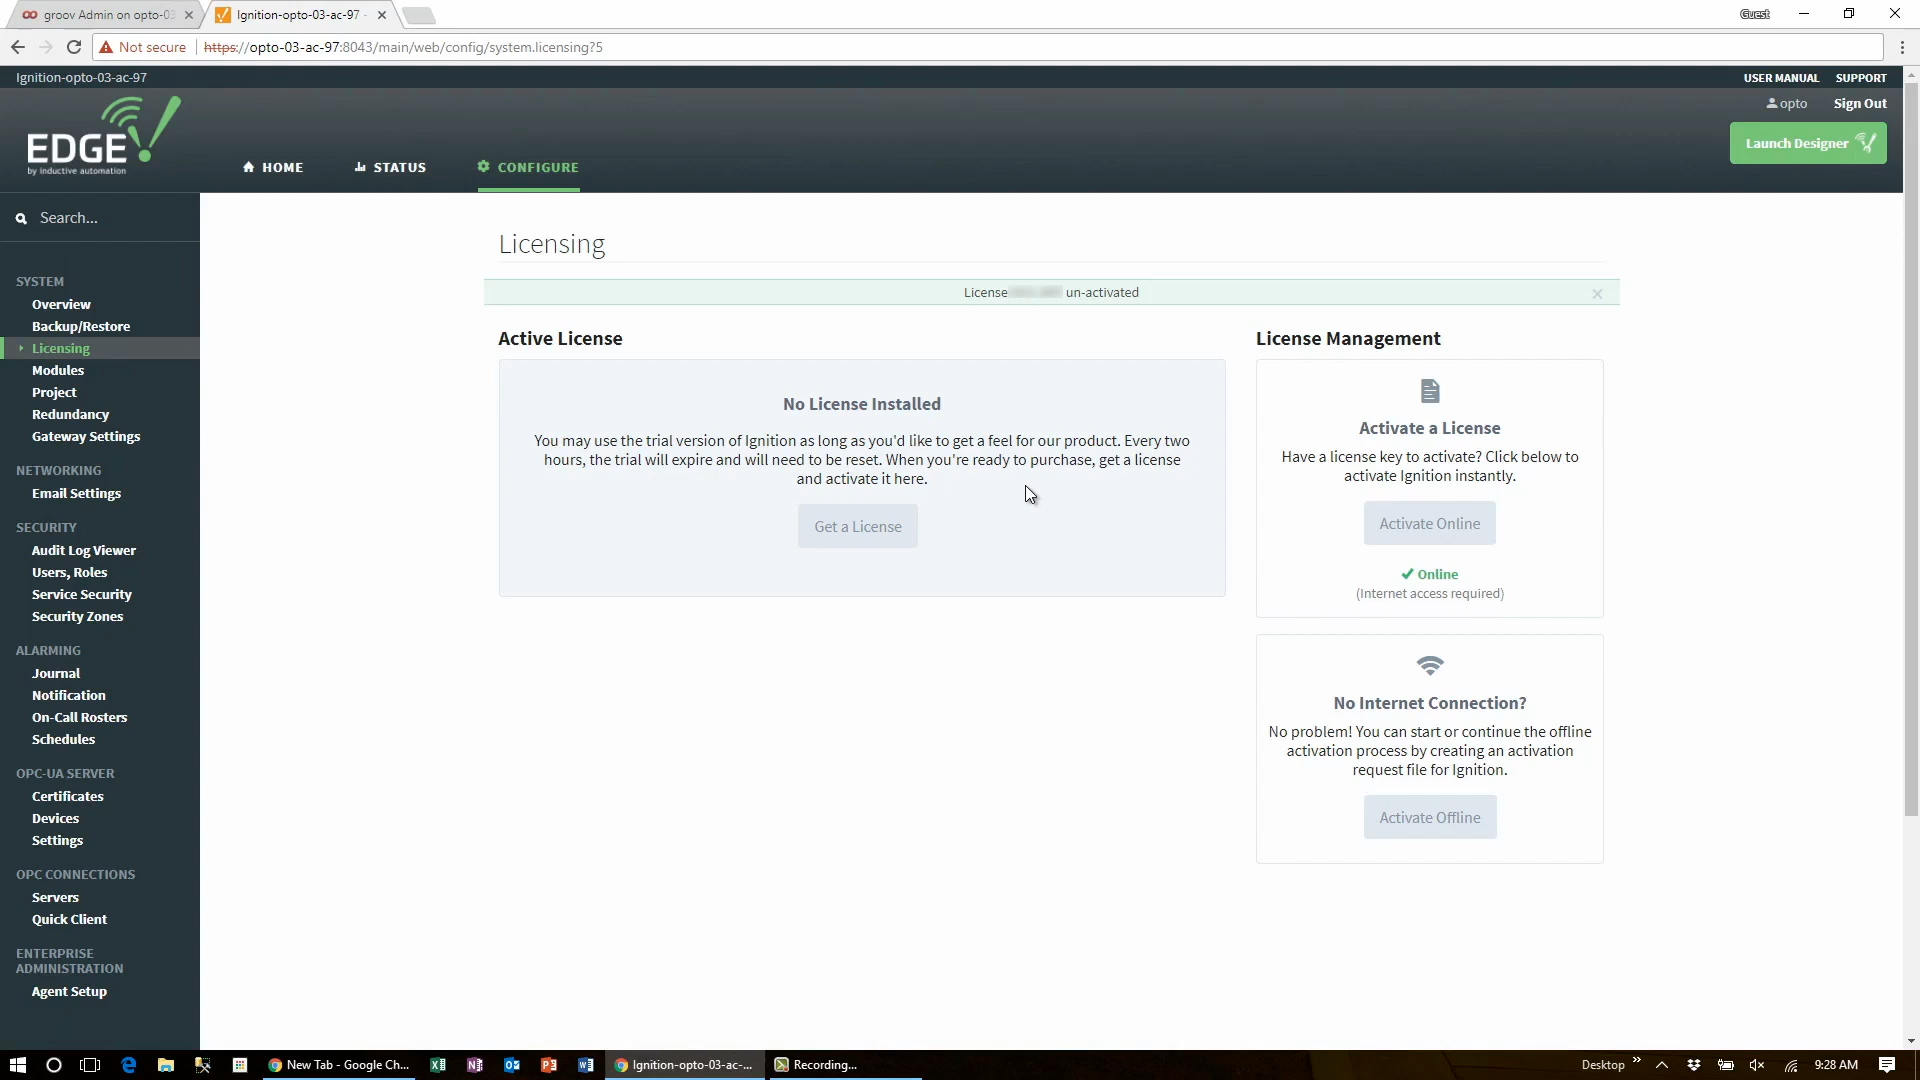 groov Admin on opto-03
Ignition-opto-03-ac-97 -
Guest
Not secure
https://opto-03-ac-97:8043/main/web/config/system.licensing?5
Ignition-opto-03-ac-97
USER MANUAL
SUPPORT
opto
Sign Out
EDGE
by inductive automation
HOME
STATUS
CONFIGURE
Launch Designer
Search...
SYSTEM
Overview
Backup/Restore
Licensing
Modules
Project
Redundancy
Gateway Settings
NETWORKING
Email Settings
SECURITY
Audit Log Viewer
Users, Roles
Service Security
Security Zones
ALARMING
Journal
Notification
On-Call Rosters
Schedules
OPC-UA SERVER
Certificates
Devices
Settings
OPC CONNECTIONS
Servers
Quick Client
ENTERPRISE
ADMINISTRATION
Agent Setup
Licensing
License un-activated
Active License
No License Installed
You may use the trial version of Ignition as long as you'd like to get a feel for our product. Every two
hours, the trial will expire and will need to be reset. When you're ready to purchase, get a license
and activate it here.
Get a License
License Management
Activate a License
Have a license key to activate? Click below to
activate Ignition instantly.
Activate Online
Online
(Internet access required)
No Internet Connection?
No problem! You can start or continue the offline
activation process by creating an activation
request file for Ignition.
Activate Offline
New Tab - Google Ch...
Ignition-opto-03-ac-...
Recording...
Desktop
9:28 AM